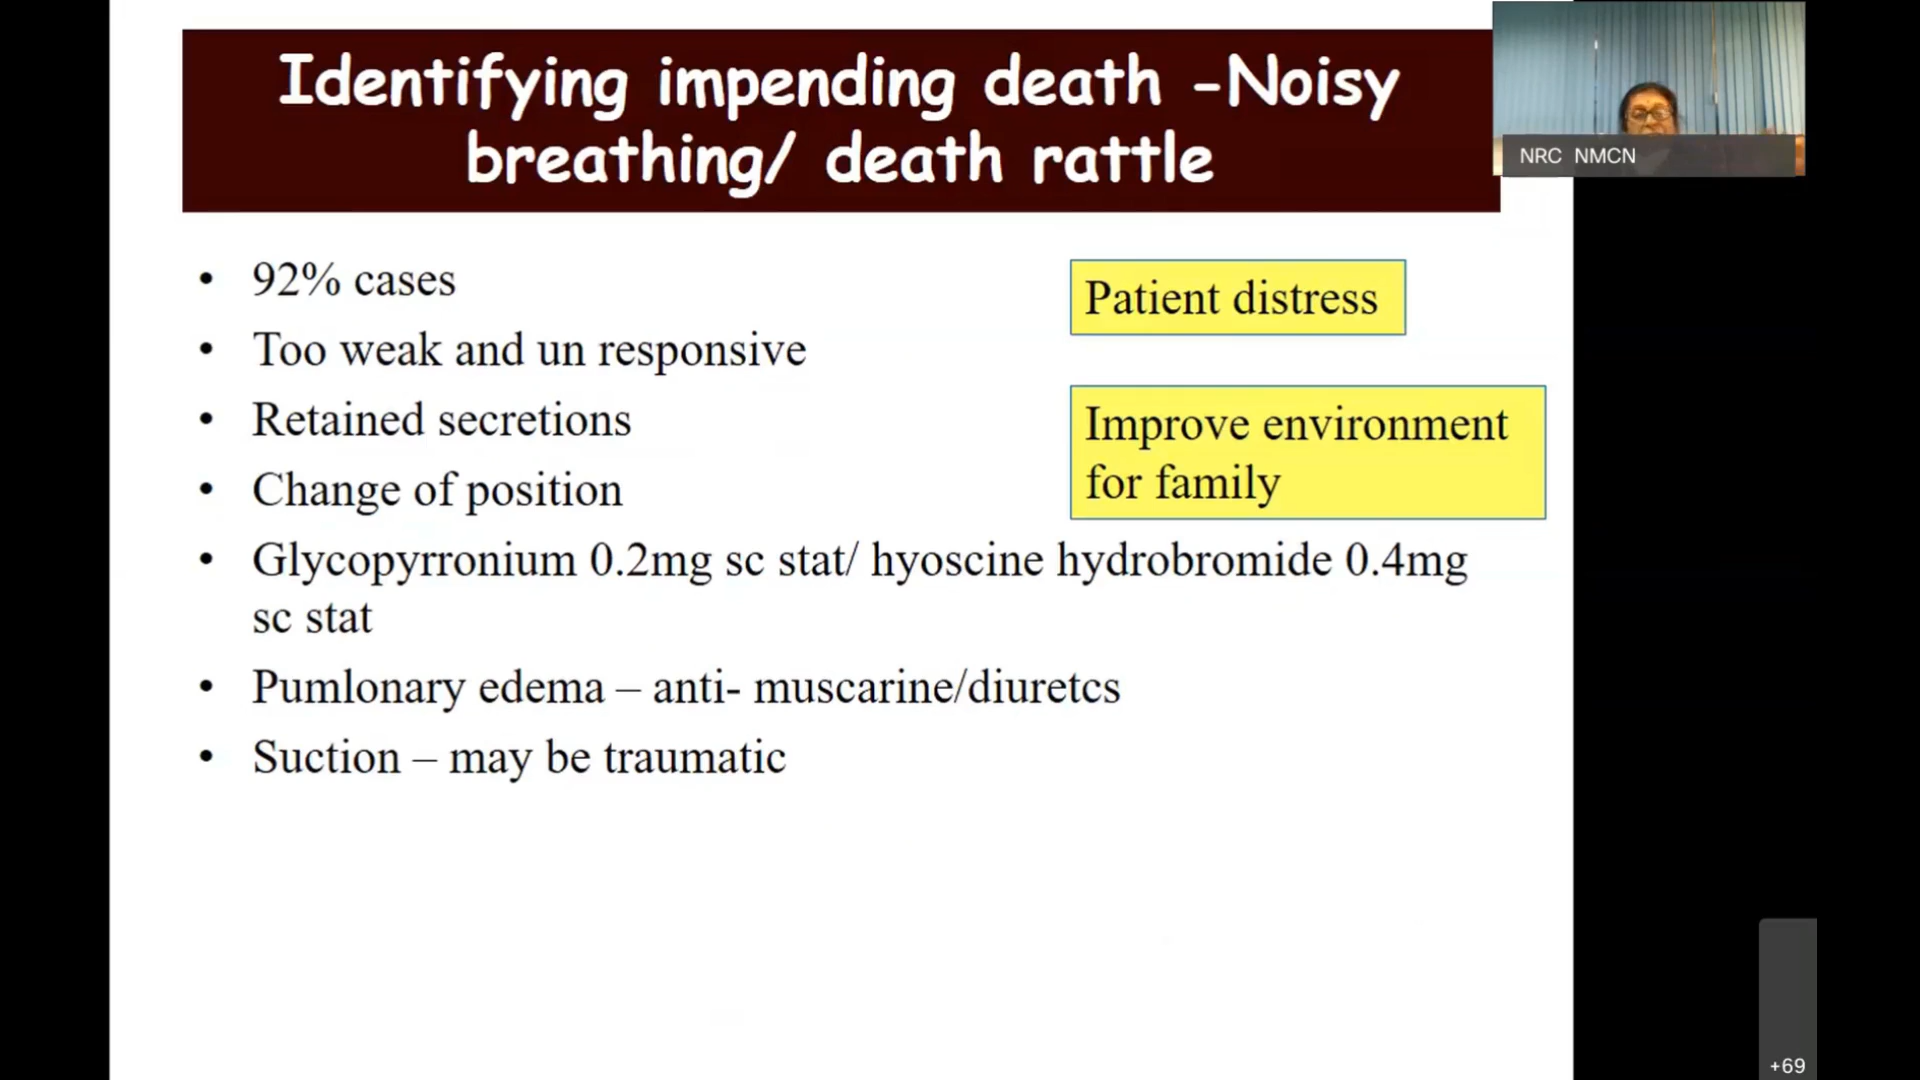 Identifying impending death -Noisy
breathing/ death rattle
NRC NMCN
• 92% cases
• Too weak and un responsive
• Retained secretions
• Change of position
• Glycopyrronium 0.2mg sc stat/ hyoscine hydrobromide 0.4mg
sc stat
• Pumlonary edema – anti- muscarine/diuretcs
• Suction – may be traumatic
Patient distress
Improve environment
for family
+69